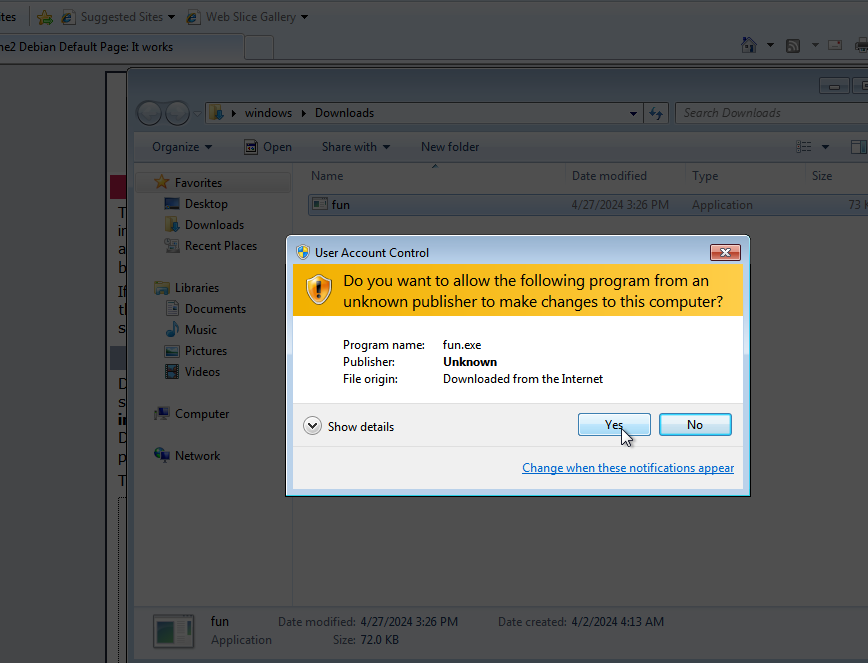 Suggested Sites
Web Slice Gallery
Debian Default Page: It works
windows
Downloads
Search Downloads
Organize
Open
Share with
New folder
Name
Date modified
Type
Size
Favorites
fun
4/27/2024 3:26 PM
Application
73
Desktop
Downloads
Recent Places
Libraries
Documents
Music
Pictures
Videos
Computer
Network
User Account Control
Do you want to allow the following program from an
unknown publisher to make changes to this computer?
Program name: fun.exe
Publisher: Unknown
File origin: Downloaded from the Internet
Show details
Yes
No
Change when these notifications appear
fun
Date modified: 4/27/2024 3:26 PM
Date created: 4/2/2024 4:13 AM
Application
Size: 72.0 KB